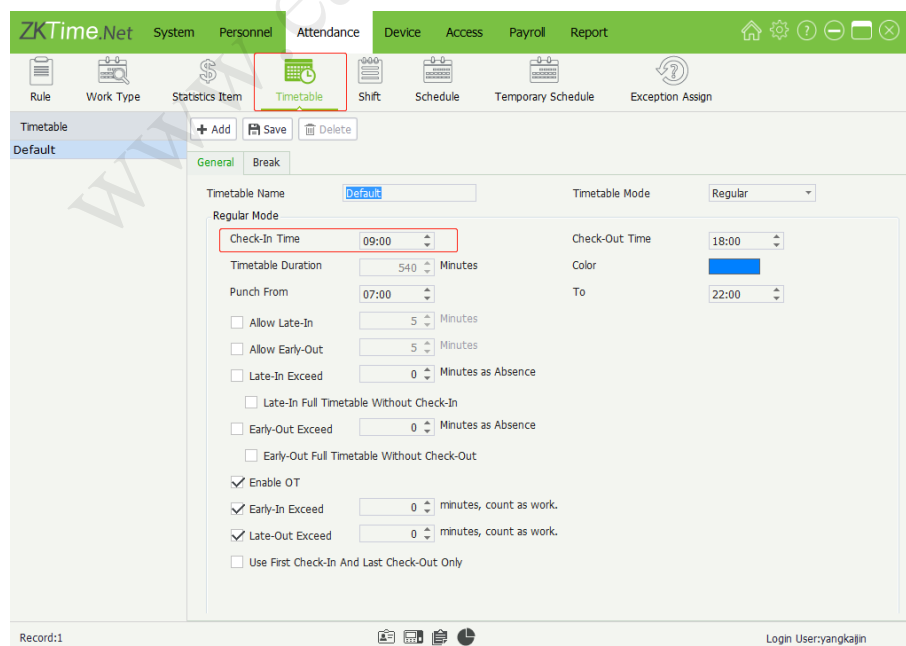 ZKTime.Net System Personnel Attendance Device Access Payroll Report
Rule Work Type Statistics Item Timetable Shift Schedule Temporary Schedule Exception Assign
Timetable
Default
Add Save Delete
General Break
Timetable Name Default Timetable Mode Regular
Regular Mode
Check-In Time 09:00 Check-Out Time 18:00
Timetable Duration 540 Minutes Color
Punch From 07:00 To 22:00
Allow Late-In 5 Minutes
Allow Early-Out 5 Minutes
Late-In Exceed 0 Minutes as Absence
Late-In Full Timetable Without Check-In
Early-Out Exceed 0 Minutes as Absence
Early-Out Full Timetable Without Check-Out
Enable OT
Early-In Exceed 0 minutes, count as work.
Late-Out Exceed 0 minutes, count as work.
Use First Check-In And Last Check-Out Only
Record:1 Login User:yangkaijin
www.